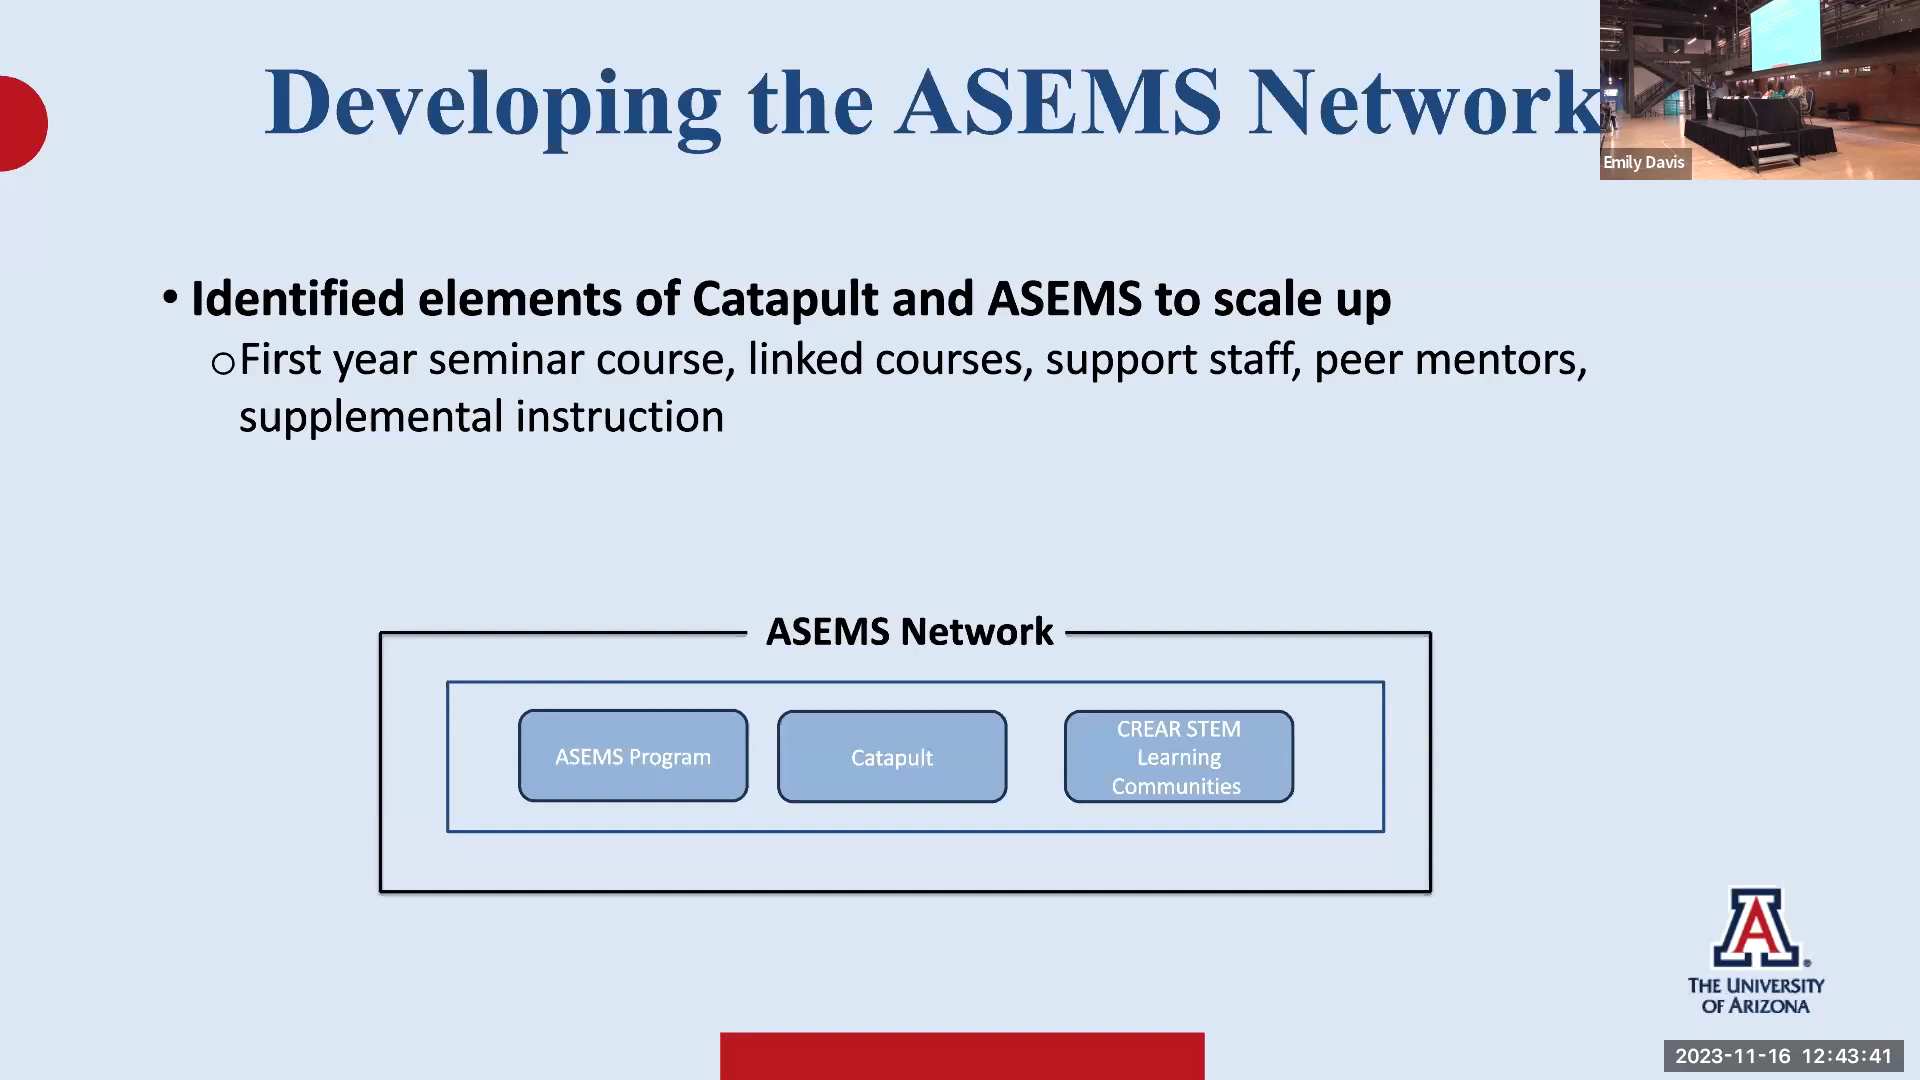 Developing the ASEMS Network
Emily Davis
• Identified elements of Catapult and ASEMS to scale up
o First year seminar course, linked courses, support staff, peer mentors,
supplemental instruction
ASEMS Network
ASEMS Program
Catapult
CREAR STEM
Learning
Communities
A
THE UNIVERSITY
OF ARIZONA
2023-11-16 12:43:41